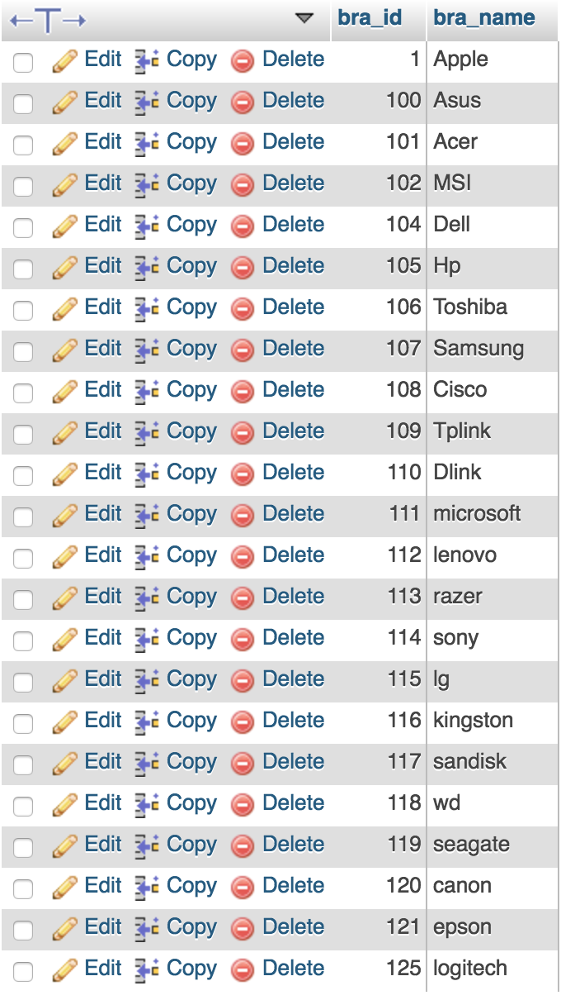 bra_id bra_name
Edit Copy Delete 1 Apple
Edit Copy Delete 100 Asus
Edit Copy Delete 101 Acer
Edit Copy Delete 102 MSI
Edit Copy Delete 104 Dell
Edit Copy Delete 105 Hp
Edit Copy Delete 106 Toshiba
Edit Copy Delete 107 Samsung
Edit Copy Delete 108 Cisco
Edit Copy Delete 109 Tplink
Edit Copy Delete 110 Dlink
Edit Copy Delete 111 microsoft
Edit Copy Delete 112 lenovo
Edit Copy Delete 113 razer
Edit Copy Delete 114 sony
Edit Copy Delete 115 lg
Edit Copy Delete 116 kingston
Edit Copy Delete 117 sandisk
Edit Copy Delete 118 wd
Edit Copy Delete 119 seagate
Edit Copy Delete 120 canon
Edit Copy Delete 121 epson
Edit Copy Delete 125 logitech